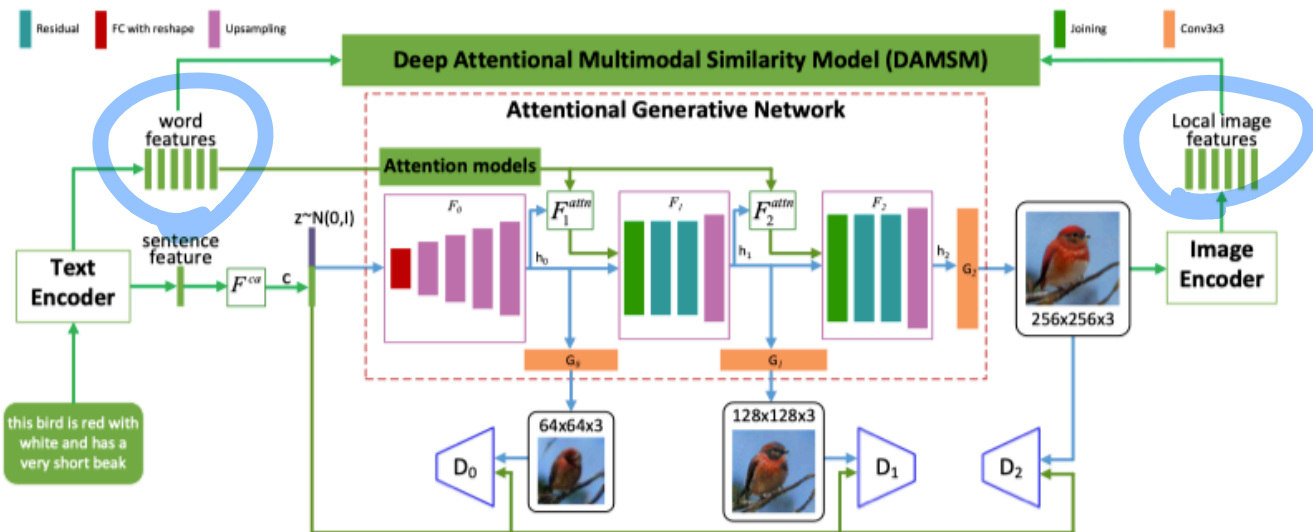 Residual
FC with reshape
Upsampling
Joining
Conv3x3
Deep Attentional Multimodal Similarity Model (DAMSM)
Attentional Generative Network
word
features
Local image
features
Attention models
z~N(0,I)
F₀
F₁ᵃᵗᵗⁿ
F₁
F₂ᵃᵗᵗⁿ
F₂
sentence
feature
Text
Encoder
Fᶜᵃ
c
h₀
h₁
h₂
G₂
256x256x3
Image
Encoder
G₀
G₁
this bird is red with
white and has a
very short beak
64x64x3
128x128x3
D₀
D₁
D₂